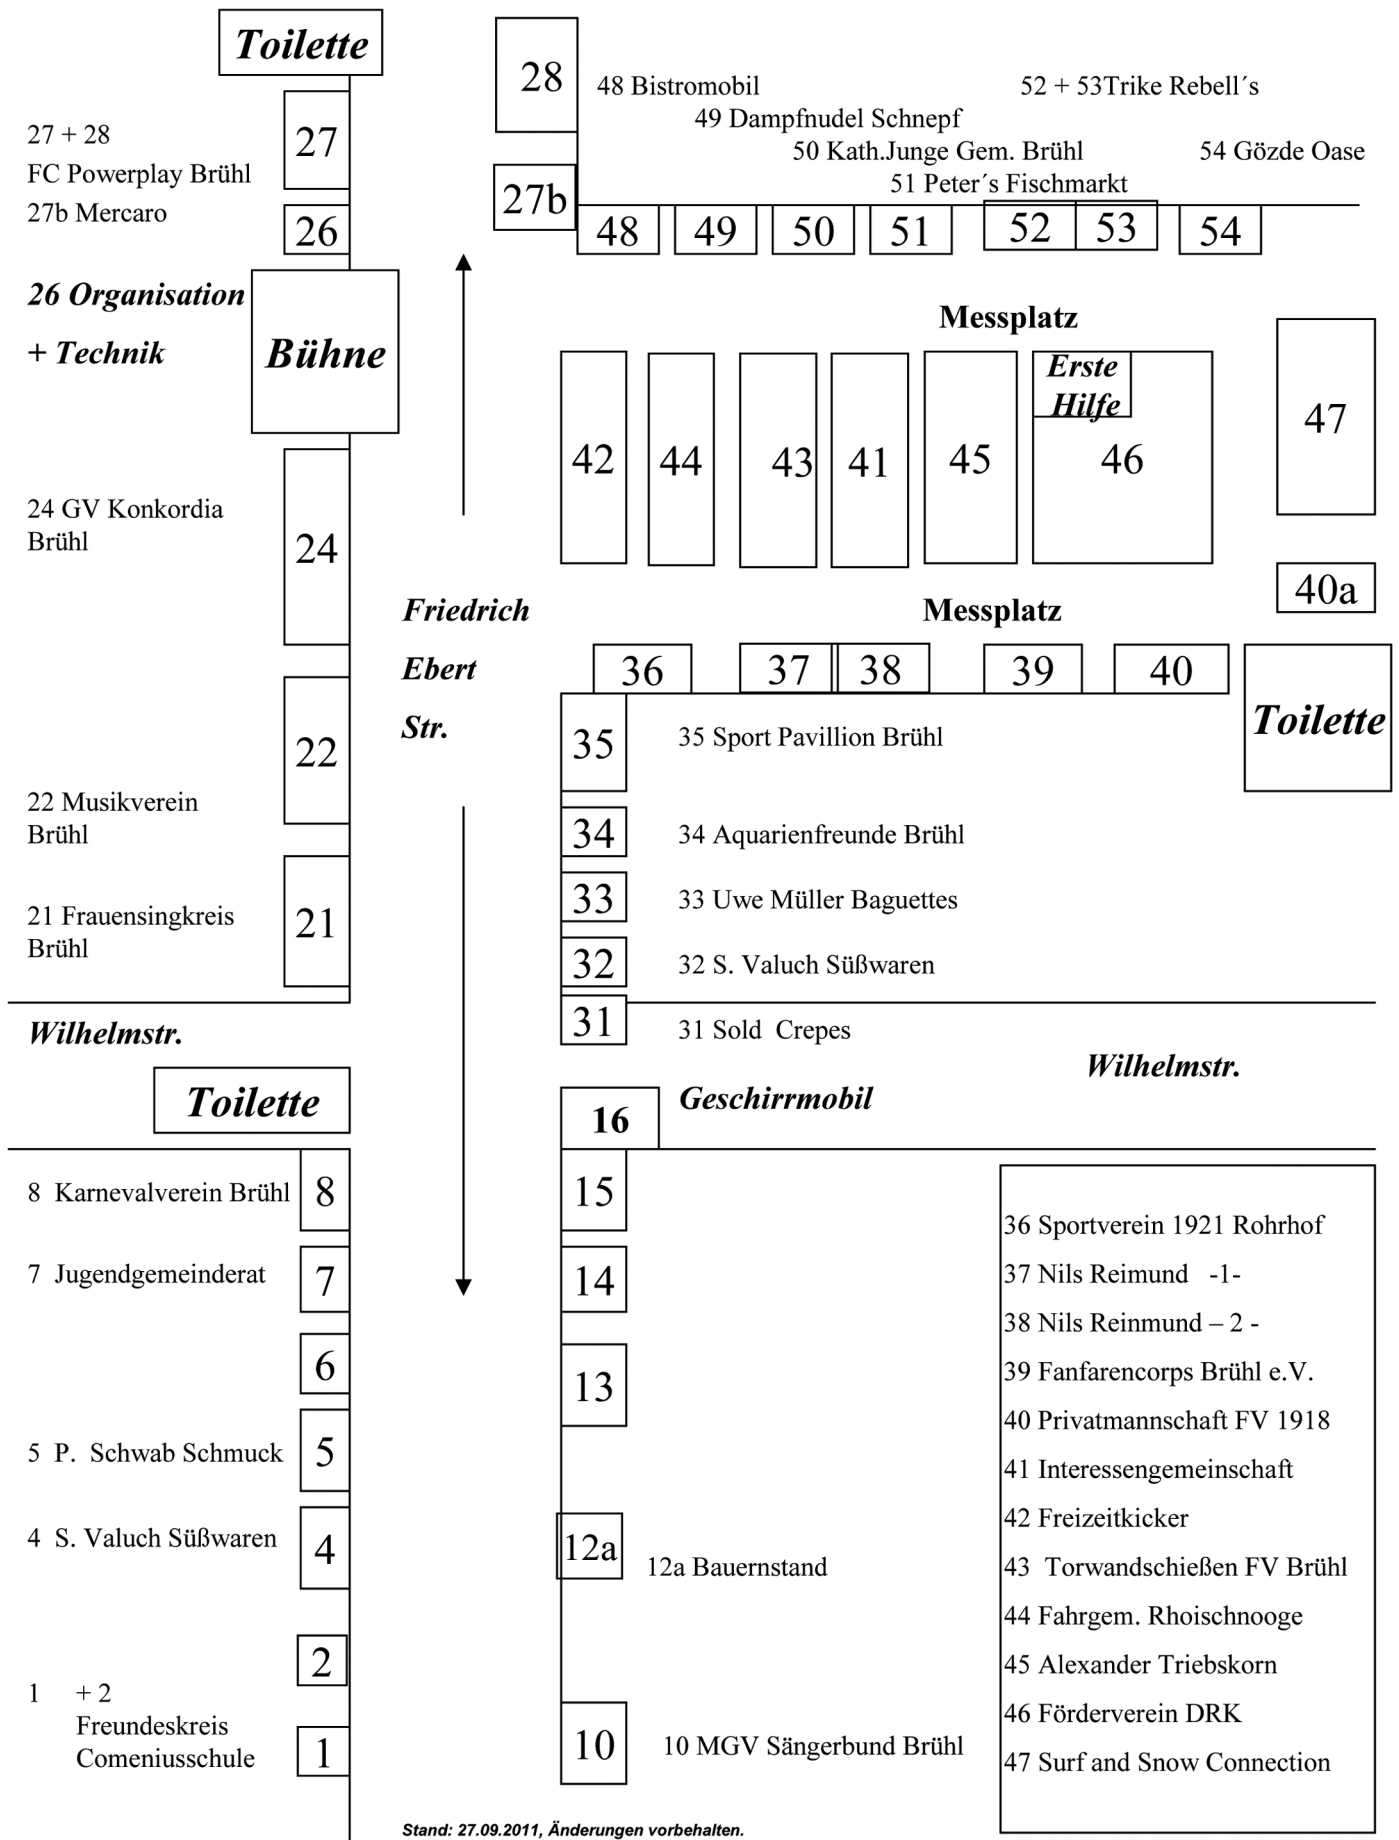 Toilette
28
48 Bistromobil
52 + 53Trike Rebell´s
49 Dampfnudel Schnepf
27 + 28
27
50 Kath.Junge Gem. Brühl
54 Gözde Oase
FC Powerplay Brühl
51 Peter´s Fischmarkt
27b Mercaro
27b
26
48
49
50
51
52
53
54
26 Organisation
+ Technik
Bühne
Messplatz
Erste
Hilfe
47
42
44
43
41
45
46
24 GV Konkordia
Brühl
24
40a
Friedrich
Ebert
Str.
Messplatz
36
37
38
39
40
Toilette
22
35
35 Sport Pavillion Brühl
22 Musikverein
Brühl
34
34 Aquarienfreunde Brühl
21 Frauensingkreis
Brühl
21
33
33 Uwe Müller Baguettes
32
32 S. Valuch Süßwaren
Wilhelmstr.
31
31 Sold Crepes
Wilhelmstr.
Toilette
16
Geschirrmobil
8 Karnevalverein Brühl
8
15
7 Jugendgemeinderat
7
14
6
13
5 P. Schwab Schmuck
5
4 S. Valuch Süßwaren
4
12a
12a Bauernstand
2
1 + 2
Freundeskreis
Comeniusschule
1
10
10 MGV Sängerbund Brühl
36 Sportverein 1921 Rohrhof
37 Nils Reimund -1-
38 Nils Reinmund – 2 -
39 Fanfarencorps Brühl e.V.
40 Privatmannschaft FV 1918
41 Interessengemeinschaft
42 Freizeitkicker
43 Torwandschießen FV Brühl
44 Fahrgem. Rhoischnooge
45 Alexander Triebskorn
46 Förderverein DRK
47 Surf and Snow Connection
Stand: 27.09.2011, Änderungen vorbehalten.